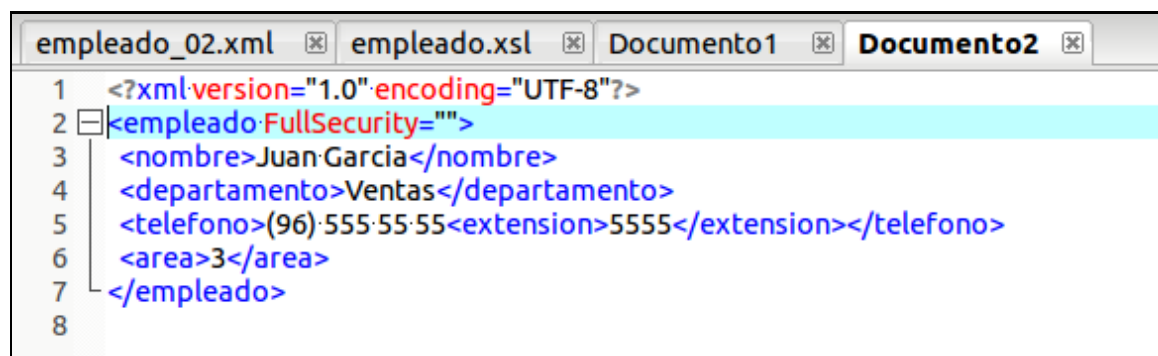 empleado_02.xml empleado.xsl Documento1 Documento2
1 <?xml version="1.0" encoding="UTF-8"?>
2 <empleado FullSecurity="">
3 <nombre>Juan Garcia</nombre>
4 <departamento>Ventas</departamento>
5 <telefono>(96) 555 55 55<extension>5555</extension></telefono>
6 <area>3</area>
7 </empleado>
8